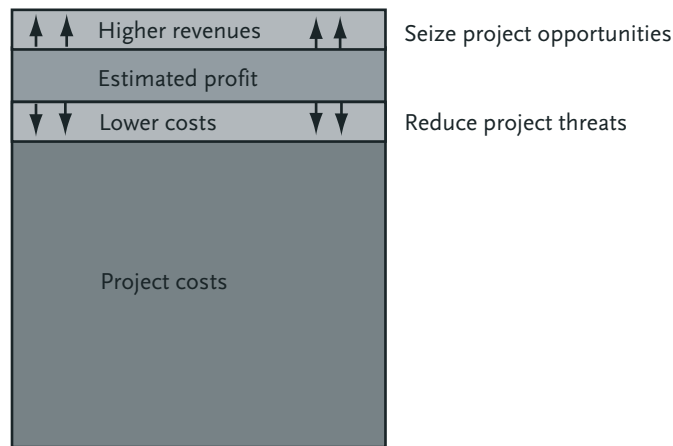 Higher revenues
Seize project opportunities
Estimated profit
Lower costs
Reduce project threats
Project costs